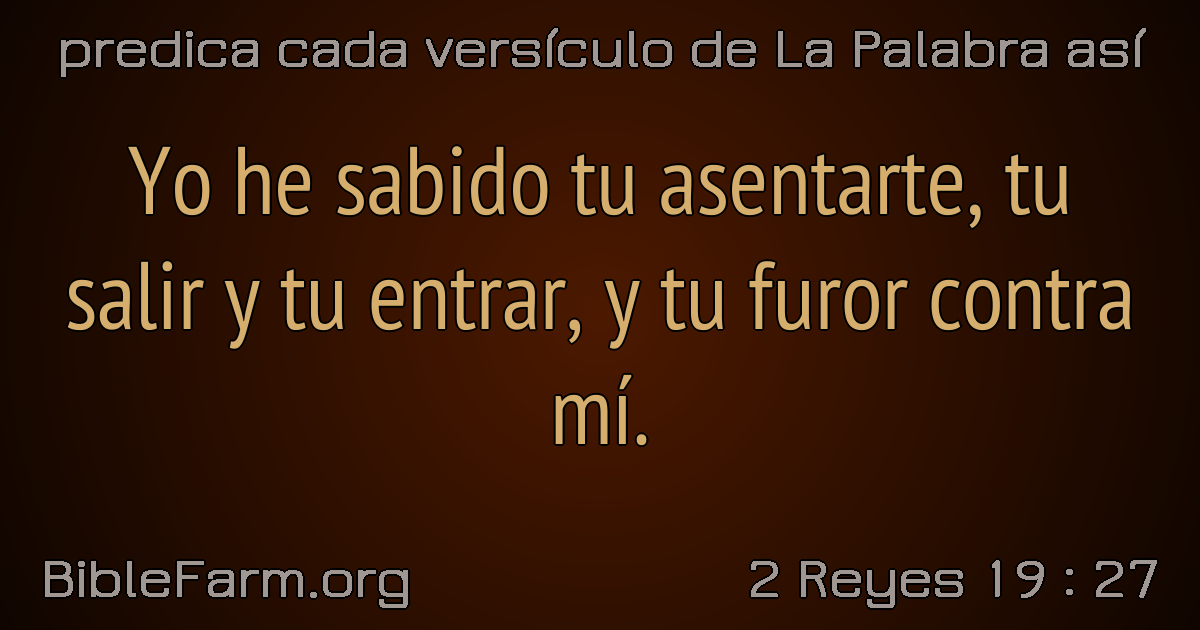 predica cada versículo de La Palabra así
Yo he sabido tu asentarte, tu
salir y tu entrar, y tu furor contra
mí.
BibleFarm.org
2 Reyes 19 : 27